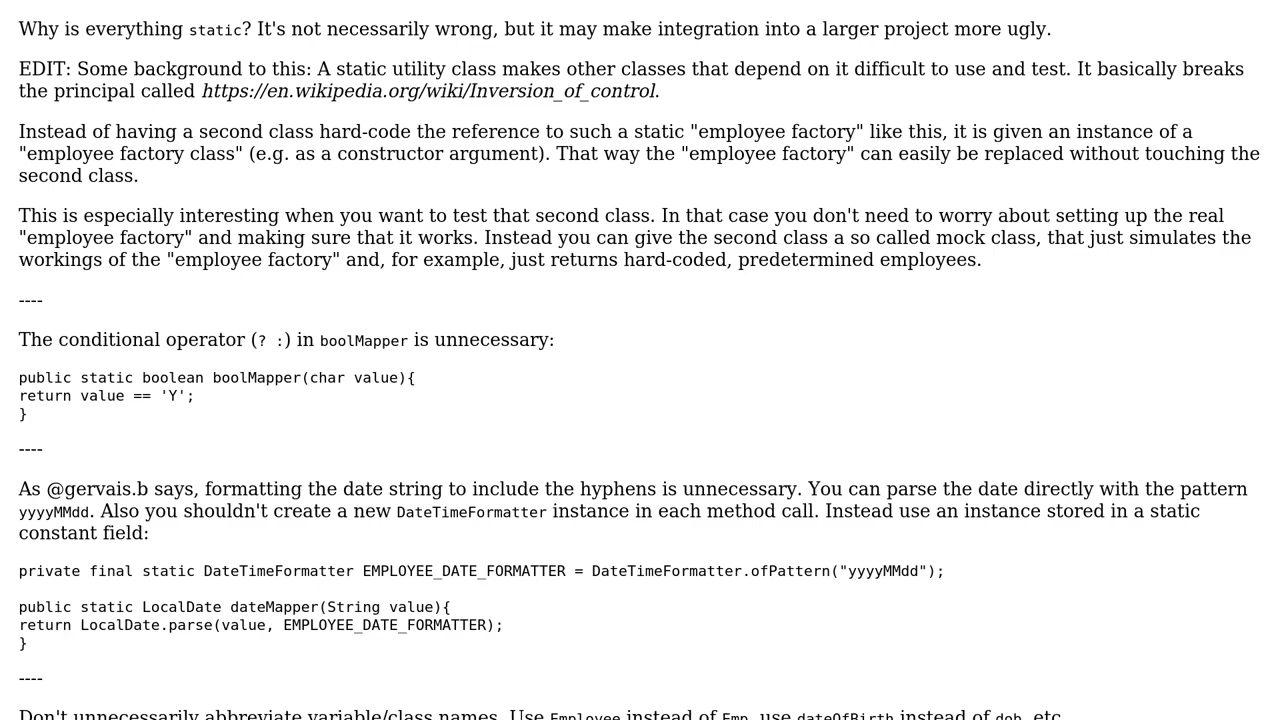 Why is everything static? It's not necessarily wrong, but it may make integration into a larger project more ugly.
EDIT: Some background to this: A static utility class makes other classes that depend on it difficult to use and test. It basically breaks
the principal called https://en.wikipedia.org/wiki/Inversion_of_control.
Instead of having a second class hard-code the reference to such a static "employee factory" like this, it is given an instance of a
"employee factory class" (e.g. as a constructor argument). That way the "employee factory" can easily be replaced without touching the
second class.
This is especially interesting when you want to test that second class. In that case you don't need to worry about setting up the real
"employee factory" and making sure that it works. Instead you can give the second class a so called mock class, that just simulates the
workings of the "employee factory" and, for example, just returns hard-coded, predetermined employees.
----
The conditional operator (? :) in boolMapper is unnecessary:
public static boolean boolMapper(char value){
return value == 'Y';
}
----
As @gervais.b says, formatting the date string to include the hyphens is unnecessary. You can parse the date directly with the pattern
yyyyMMdd. Also you shouldn't create a new DateTimeFormatter instance in each method call. Instead use an instance stored in a static
constant field:
private final static DateTimeFormatter EMPLOYEE_DATE_FORMATTER = DateTimeFormatter.ofPattern("yyyyMMdd");
public static LocalDate dateMapper(String value){
return LocalDate.parse(value, EMPLOYEE_DATE_FORMATTER);
}
----
Don't unnecessarily abbreviate variable/class names. Use Employee instead of Emp, use dateOfBirth instead of dob, etc.